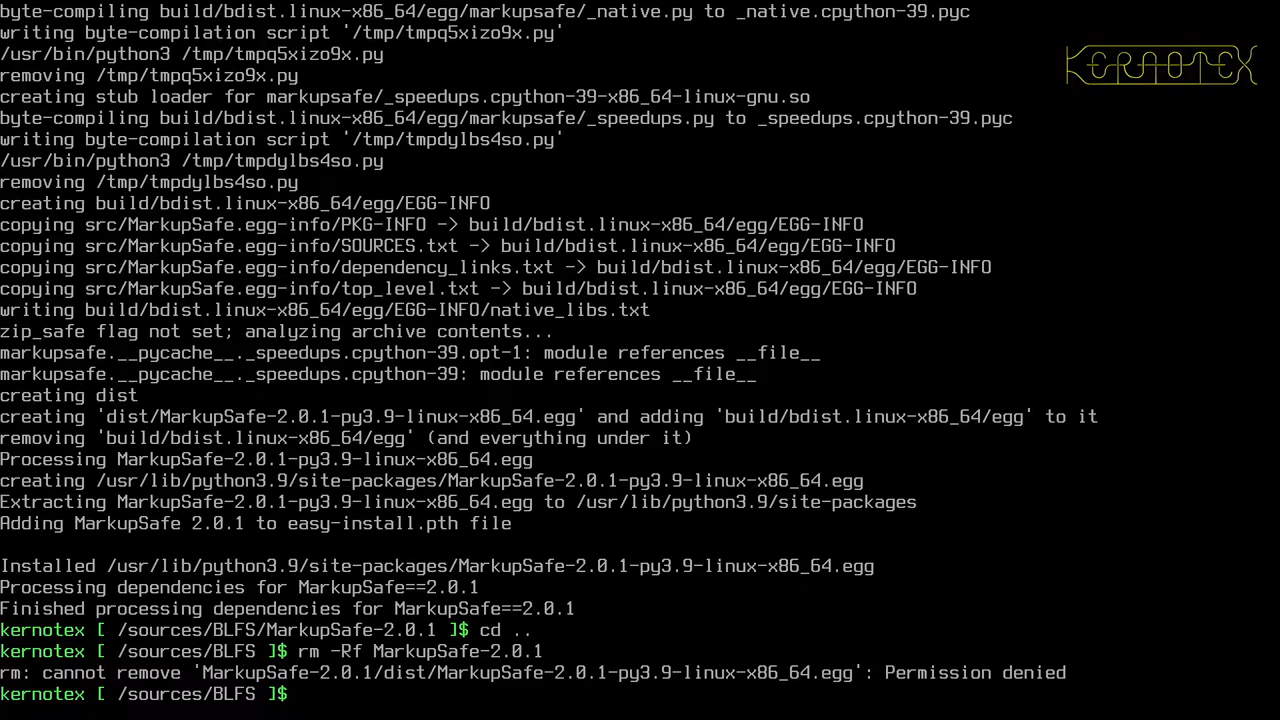 byte-compiling build/bdist.linux-x86_64/egg/markupsafe/_native.py to _native.cpython-39.pyc
writing byte-compilation script '/tmp/tmpq5xizo9x.py'
/usr/bin/python3 /tmp/tmpq5xizo9x.py
removing /tmp/tmpq5xizo9x.py
KERNOTEX
creating stub loader for markupsafe/_speedups.cpython-39-x86_64-linux-gnu.so
byte-compiling build/bdist.linux-x86_64/egg/markupsafe/_speedups.py to _speedups.cpython-39.pyc
writing byte-compilation script '/tmp/tmpdylbs4so.py'
/usr/bin/python3 /tmp/tmpdylbs4so.py
removing /tmp/tmpdylbs4so.py
creating build/bdist.linux-x86_64/egg/EGG-INFO
copying src/MarkupSafe.egg-info/PKG-INFO -> build/bdist.linux-x86_64/egg/EGG-INFO
copying src/MarkupSafe.egg-info/SOURCES.txt -> build/bdist.linux-x86_64/egg/EGG-INFO
copying src/MarkupSafe.egg-info/dependency_links.txt -> build/bdist.linux-x86_64/egg/EGG-INFO
copying src/MarkupSafe.egg-info/top_level.txt -> build/bdist.linux-x86_64/egg/EGG-INFO
writing build/bdist.linux-x86_64/egg/EGG-INFO/native_libs.txt
zip_safe flag not set; analyzing archive contents...
markupsafe.__pycache__._speedups.cpython-39.opt-1: module references __file__
markupsafe.__pycache__._speedups.cpython-39: module references __file__
creating dist
creating 'dist/MarkupSafe-2.0.1-py3.9-linux-x86_64.egg' and adding 'build/bdist.linux-x86_64/egg' to it
removing 'build/bdist.linux-x86_64/egg' (and everything under it)
Processing MarkupSafe-2.0.1-py3.9-linux-x86_64.egg
creating /usr/lib/python3.9/site-packages/MarkupSafe-2.0.1-py3.9-linux-x86_64.egg
Extracting MarkupSafe-2.0.1-py3.9-linux-x86_64.egg to /usr/lib/python3.9/site-packages
Adding MarkupSafe 2.0.1 to easy-install.pth file
Installed /usr/lib/python3.9/site-packages/MarkupSafe-2.0.1-py3.9-linux-x86_64.egg
Processing dependencies for MarkupSafe==2.0.1
Finished processing dependencies for MarkupSafe==2.0.1
kernotex [ /sources/BLFS/MarkupSafe-2.0.1 ]$ cd ..
kernotex [ /sources/BLFS ]$ rm -Rf MarkupSafe-2.0.1
rm: cannot remove 'MarkupSafe-2.0.1/dist/MarkupSafe-2.0.1-py3.9-linux-x86_64.egg': Permission denied
kernotex [ /sources/BLFS ]$